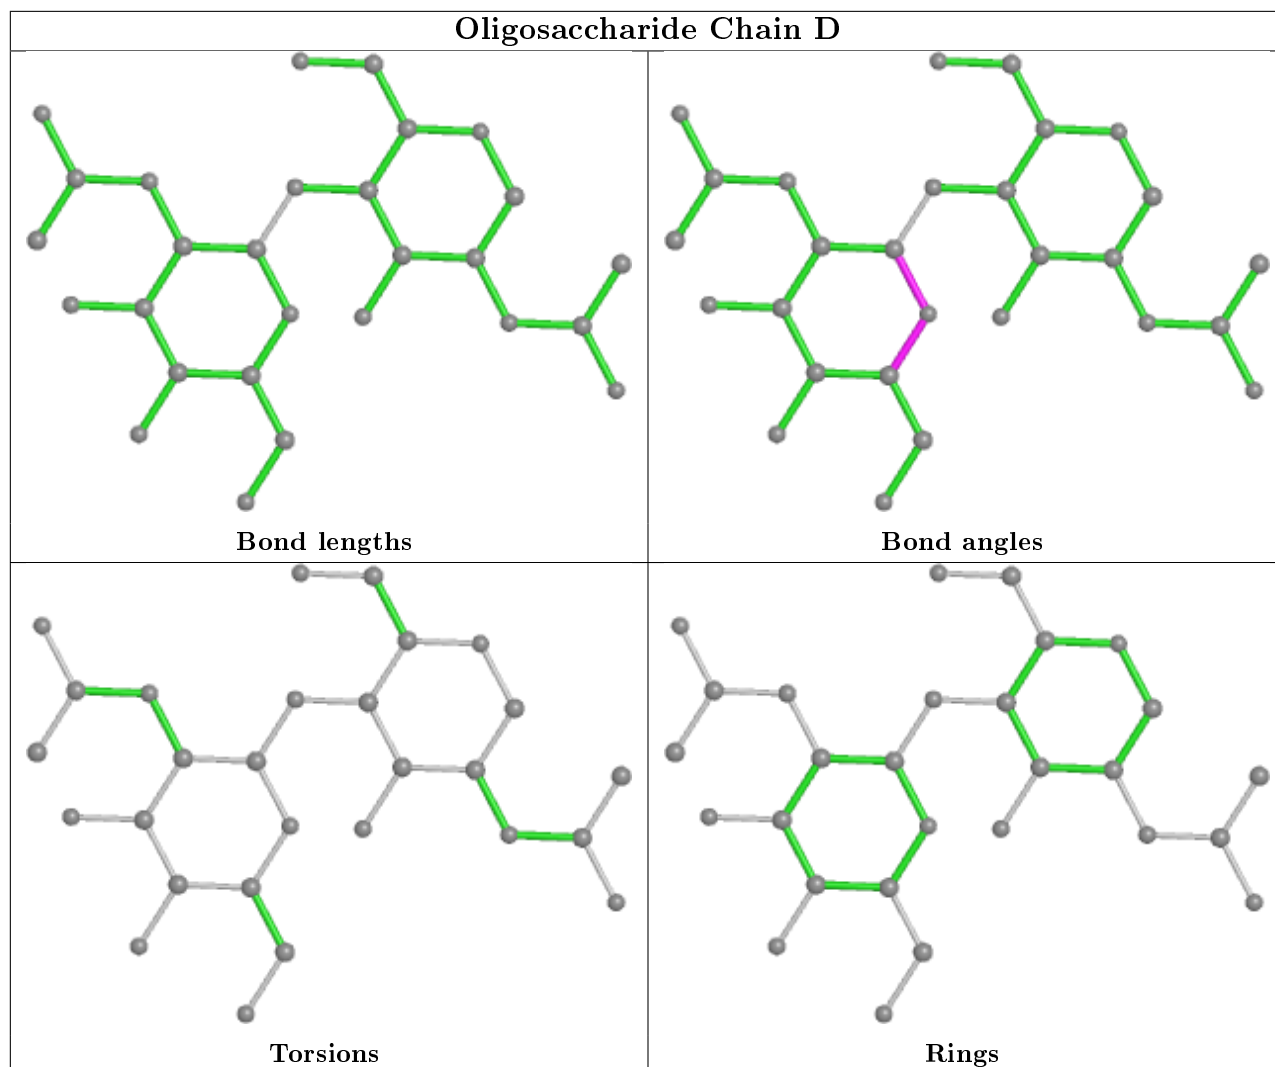 Oligosaccharide Chain D
Bond lengths
Bond angles
Torsions
Rings